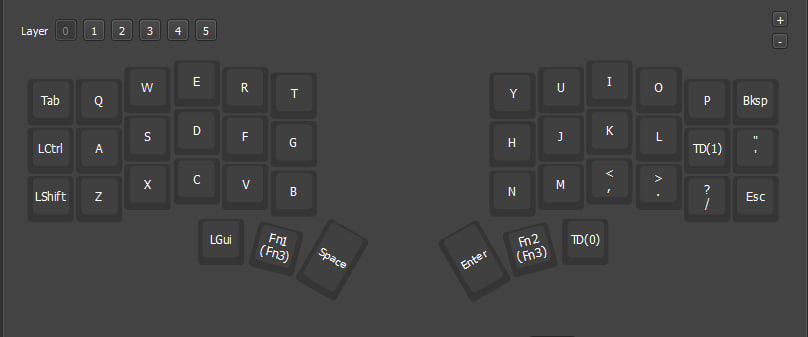 Layer 0 1 2 3 4 5
+
-
Tab Q W E R T Y U I O P Bksp
LCtrl A S D F G H J K L TD(1) "
'
LShift Z X C V B N M <
,
>
.
?
/
Esc
LGui Fn1
(Fn3)
Space Enter Fn2
(Fn3)
TD(0)